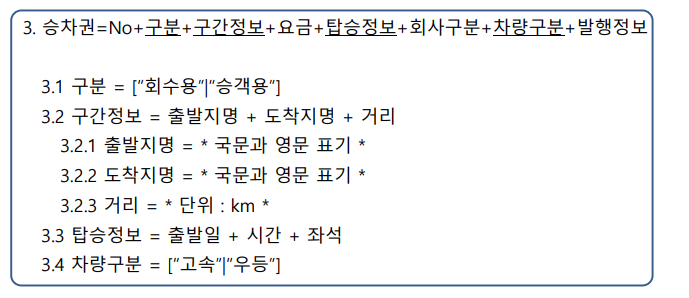 3. 승차권=No+구분+구간정보+요금+탑승정보+회사구분+차량구분+발행정보
3.1 구분 = ["회수용"|"승객용"]
3.2 구간정보 = 출발지명 + 도착지명 + 거리
3.2.1 출발지명 = * 국문과 영문 표기 *
3.2.2 도착지명 = * 국문과 영문 표기 *
3.2.3 거리 = * 단위 : km *
3.3 탑승정보 = 출발일 + 시간 + 좌석
3.4 차량구분 = ["고속"|"우등"]